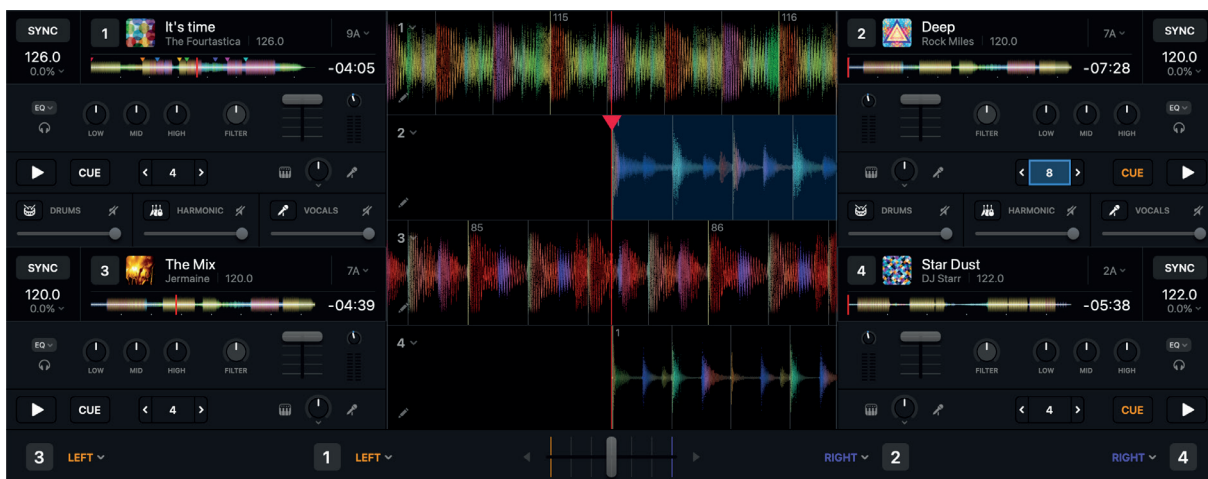 SYNC
126.0
0.0%
1
It's time
The Fourtastica 126.0
9A
-04:05
EQ
LOW MID HIGH FILTER
CUE
4
DRUMS
HARMONIC
VOCALS
1
115
116
2
1
3
85
86
4
1
2
Deep
Rock Miles 120.0
7A
SYNC
120.0
0.0%
-07:28
FILTER LOW MID HIGH
EQ
8
CUE
DRUMS
HARMONIC
VOCALS
SYNC
120.0
0.0%
3
The Mix
Jermaine 120.0
7A
-04:39
EQ
LOW MID HIGH FILTER
CUE
4
4
Star Dust
DJ Starr 122.0
2A
SYNC
122.0
0.0%
-05:38
FILTER LOW MID HIGH
EQ
4
CUE
3 LEFT
1 LEFT
RIGHT 2
RIGHT 4